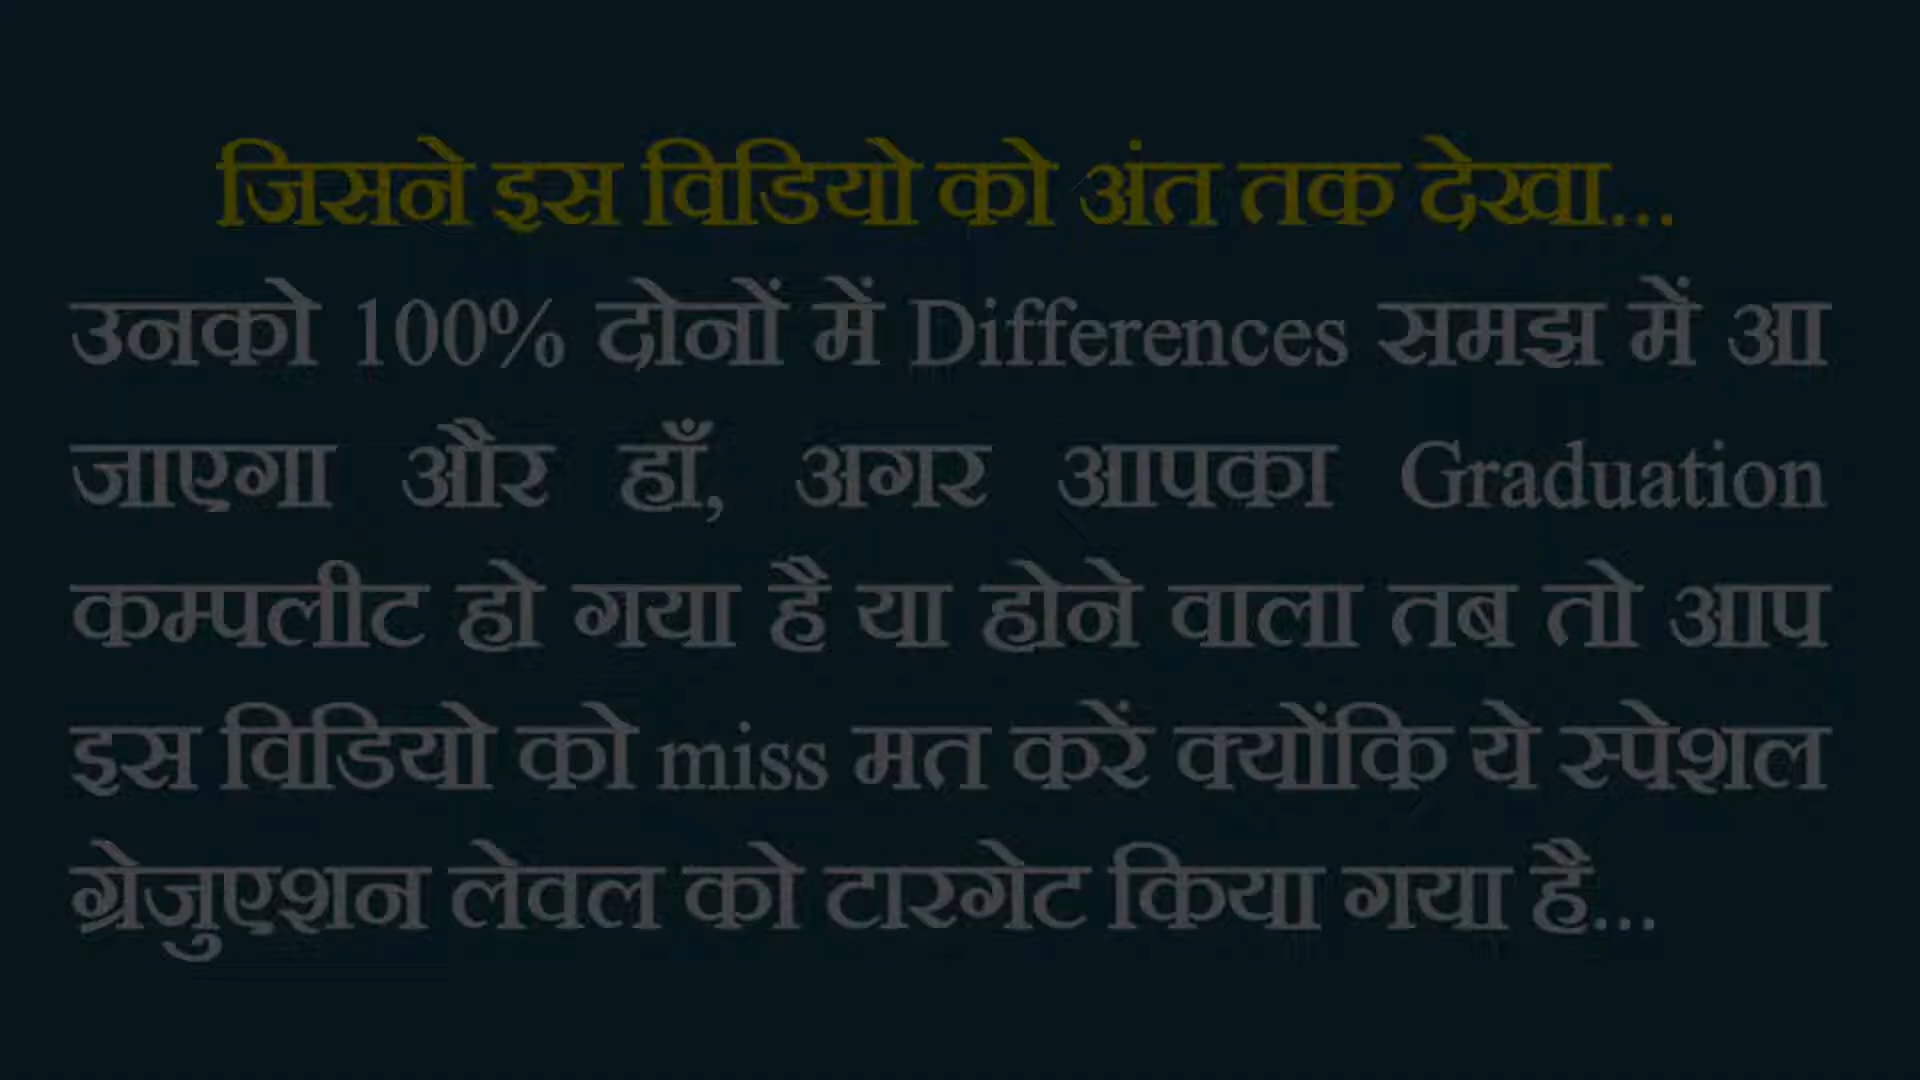 जिसने इस विडियो को अंत तक देखा...
उनको 100% दोनों में Differences समझ में आ
जाएगा और हाँ, अगर आपका Graduation
कम्पलीट हो गया है या होने वाला तब तो आप
इस विडियो को miss मत करें क्योंकि ये स्पेशल
ग्रेजुएशन लेवल को टारगेट किया गया है...